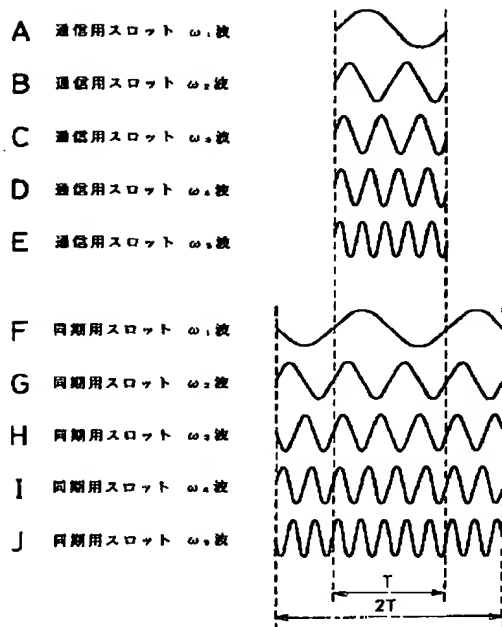 A 通信用スロット ω₁波
B 通信用スロット ω₂波
C 通信用スロット ω₃波
D 通信用スロット ω₄波
E 通信用スロット ω₅波
F 同期用スロット ω₁波
G 同期用スロット ω₂波
H 同期用スロット ω₃波
I 同期用スロット ω₄波
J 同期用スロット ω₅波
T
2T